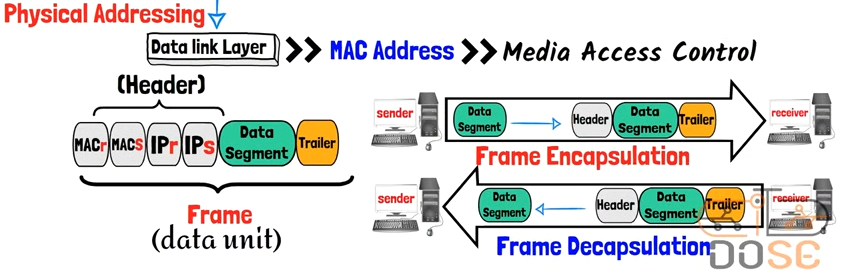 Physical Addressing
Data link Layer >> MAC Address >> Media Access Control
(Header)
MACr MACS IPr IPs Data Segment Trailer
Frame
(data unit)
sender Data Segment Header Data Segment Trailer receiver
Frame Encapsulation
sender Data Segment Header Data Segment Trailer receiver
Frame Decapsulation
DOSE